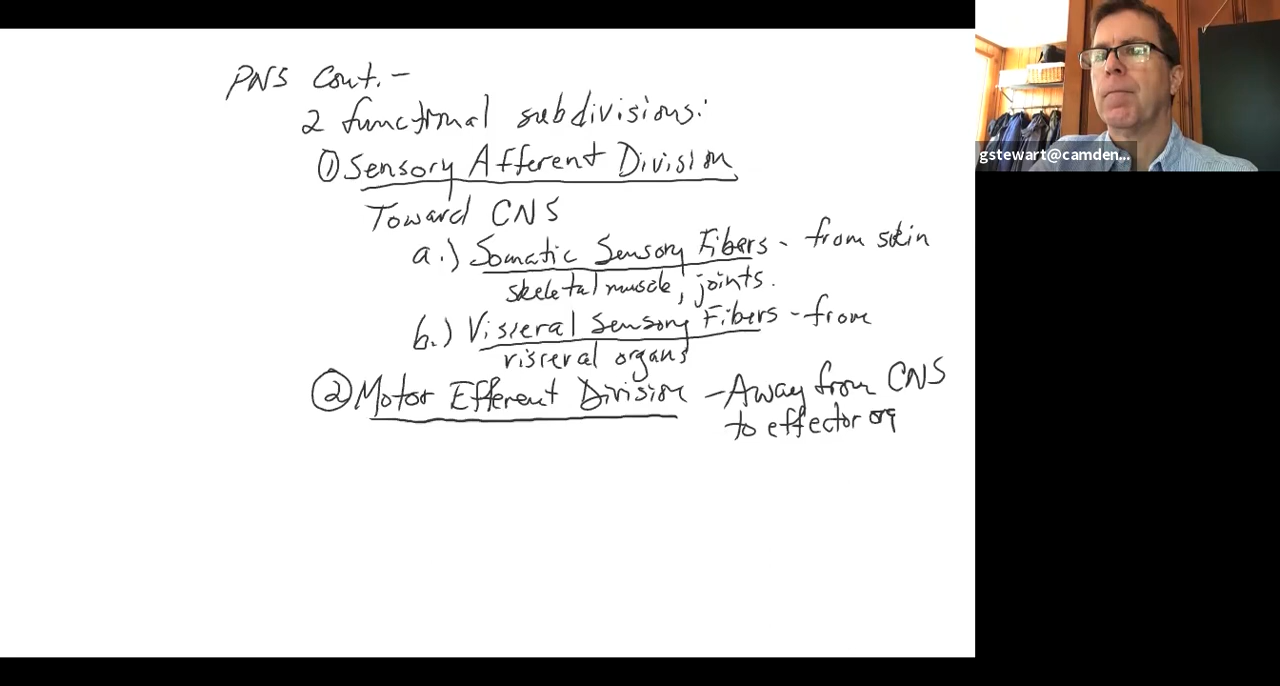 PNS Cont. -
2 functional subdivisions:
① Sensory Afferent Division
Toward CNS
a.) Somatic Sensory Fibers - from skin
skeletal muscle, joints.
b.) Visceral Sensory Fibers - from
visceral organs
② Motor Efferent Division - Away from CNS
to effector org
gstewart@camden...